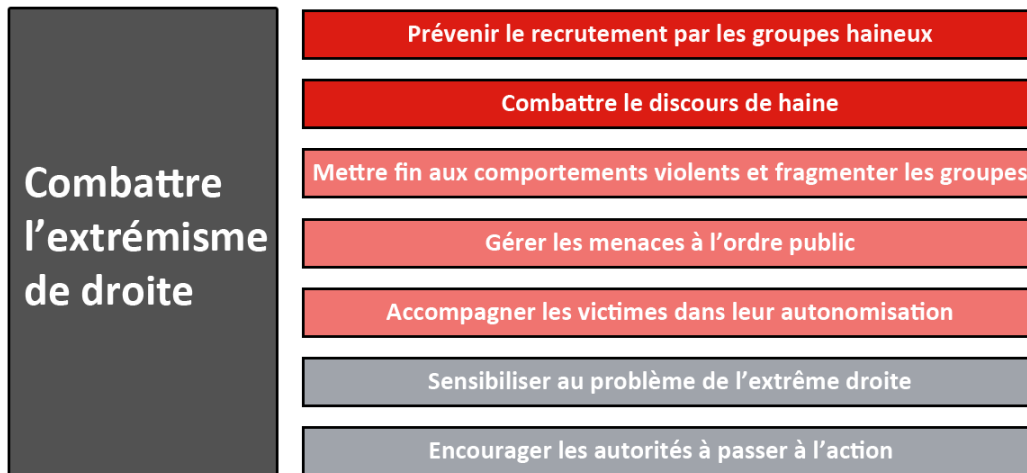 Combattre
l’extrémisme
de droite
Prévenir le recrutement par les groupes haineux
Combattre le discours de haine
Mettre fin aux comportements violents et fragmenter les groupes
Gérer les menaces à l’ordre public
Accompagner les victimes dans leur autonomisation
Sensibiliser au problème de l’extrême droite
Encourager les autorités à passer à l’action